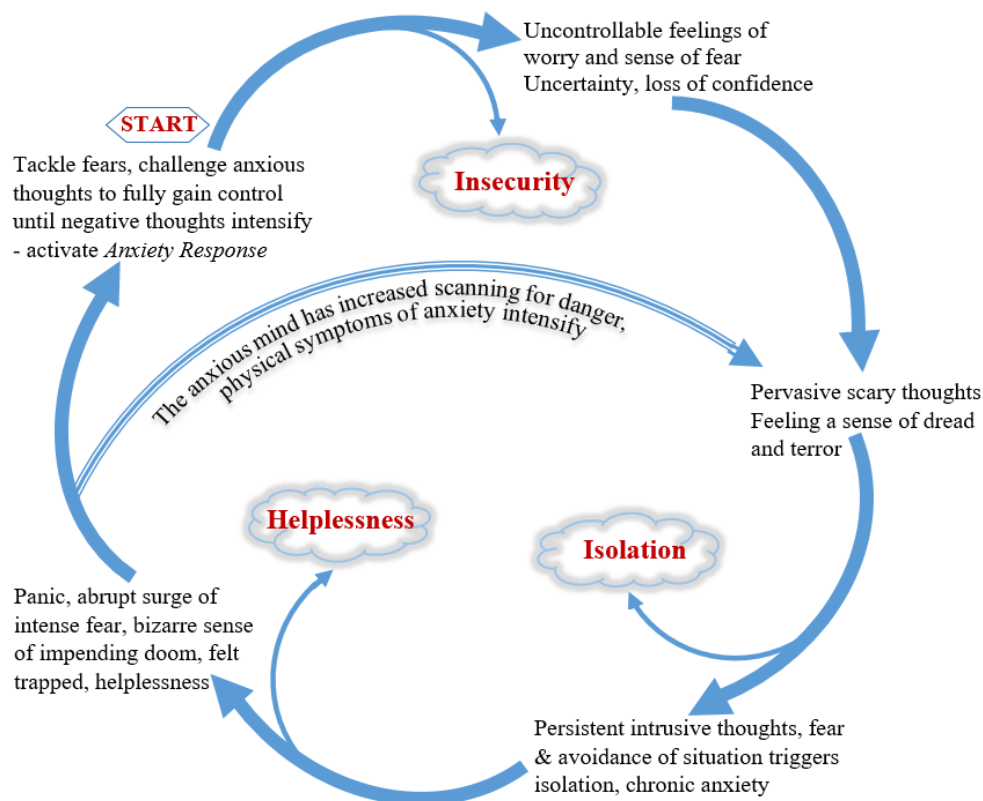 START
Tackle fears, challenge anxious
thoughts to fully gain control
until negative thoughts intensify
- activate Anxiety Response
Uncontrollable feelings of
worry and sense of fear
Uncertainty, loss of confidence
Insecurity
The anxious mind has increased scanning for danger,
physical symptoms of anxiety intensify
Pervasive scary thoughts
Feeling a sense of dread
and terror
Isolation
Persistent intrusive thoughts, fear
& avoidance of situation triggers
isolation, chronic anxiety
Helplessness
Panic, abrupt surge of
intense fear, bizarre sense
of impending doom, felt
trapped, helplessness